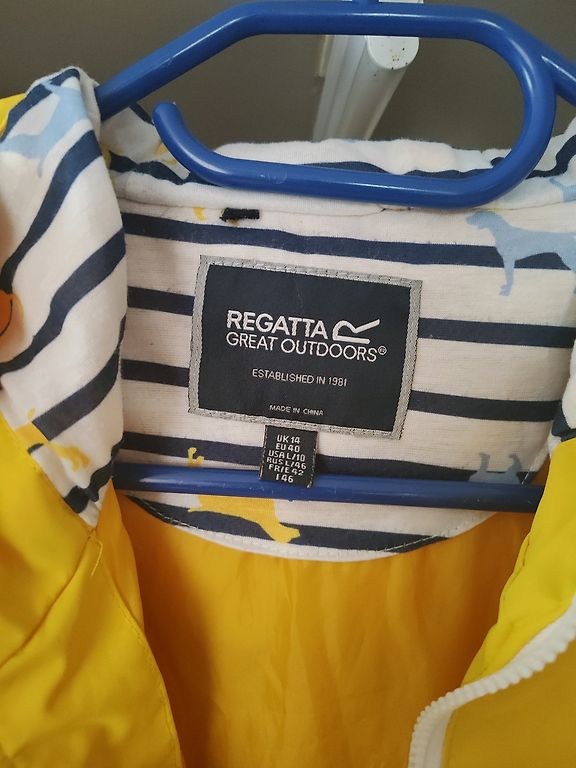 REGATTA
GREAT OUTDOORS®
ESTABLISHED IN 1981
MADE IN CHINA
UK 14
EU 40
USA L/10
RUS L/46
FR/E 42
I 46